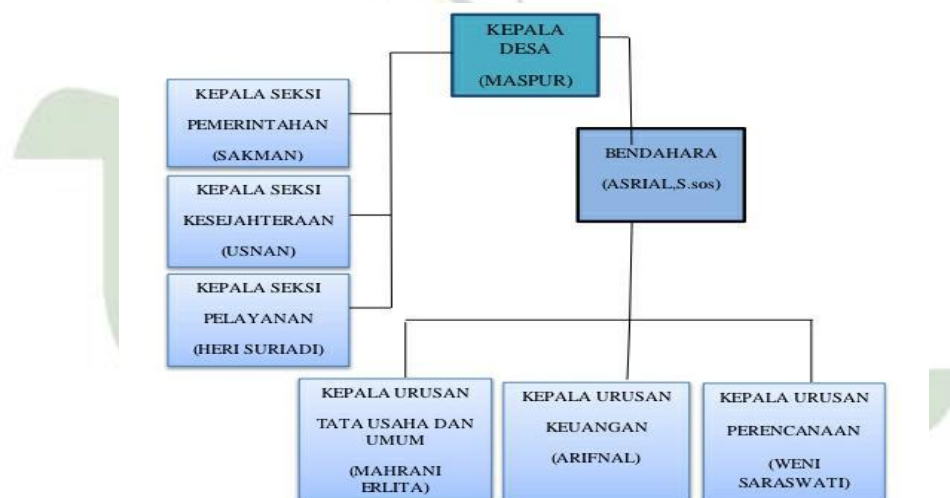 KEPALA
DESA
(MASPUR)
KEPALA SEKSI
PEMERINTAHAN
(SAKMAN)
KEPALA SEKSI
KESEJAHTERAAN
(USNAN)
KEPALA SEKSI
PELAYANAN
(HERI SURIADI)
BENDAHARA
(ASRIAL,S.sos)
KEPALA URUSAN
TATA USAHA DAN
UMUM
(MAHRANI
ERLITA)
KEPALA URUSAN
KEUANGAN
(ARIFNAL)
KEPALA URUSAN
PERENCANAAN
(WENI
SARASWATI)